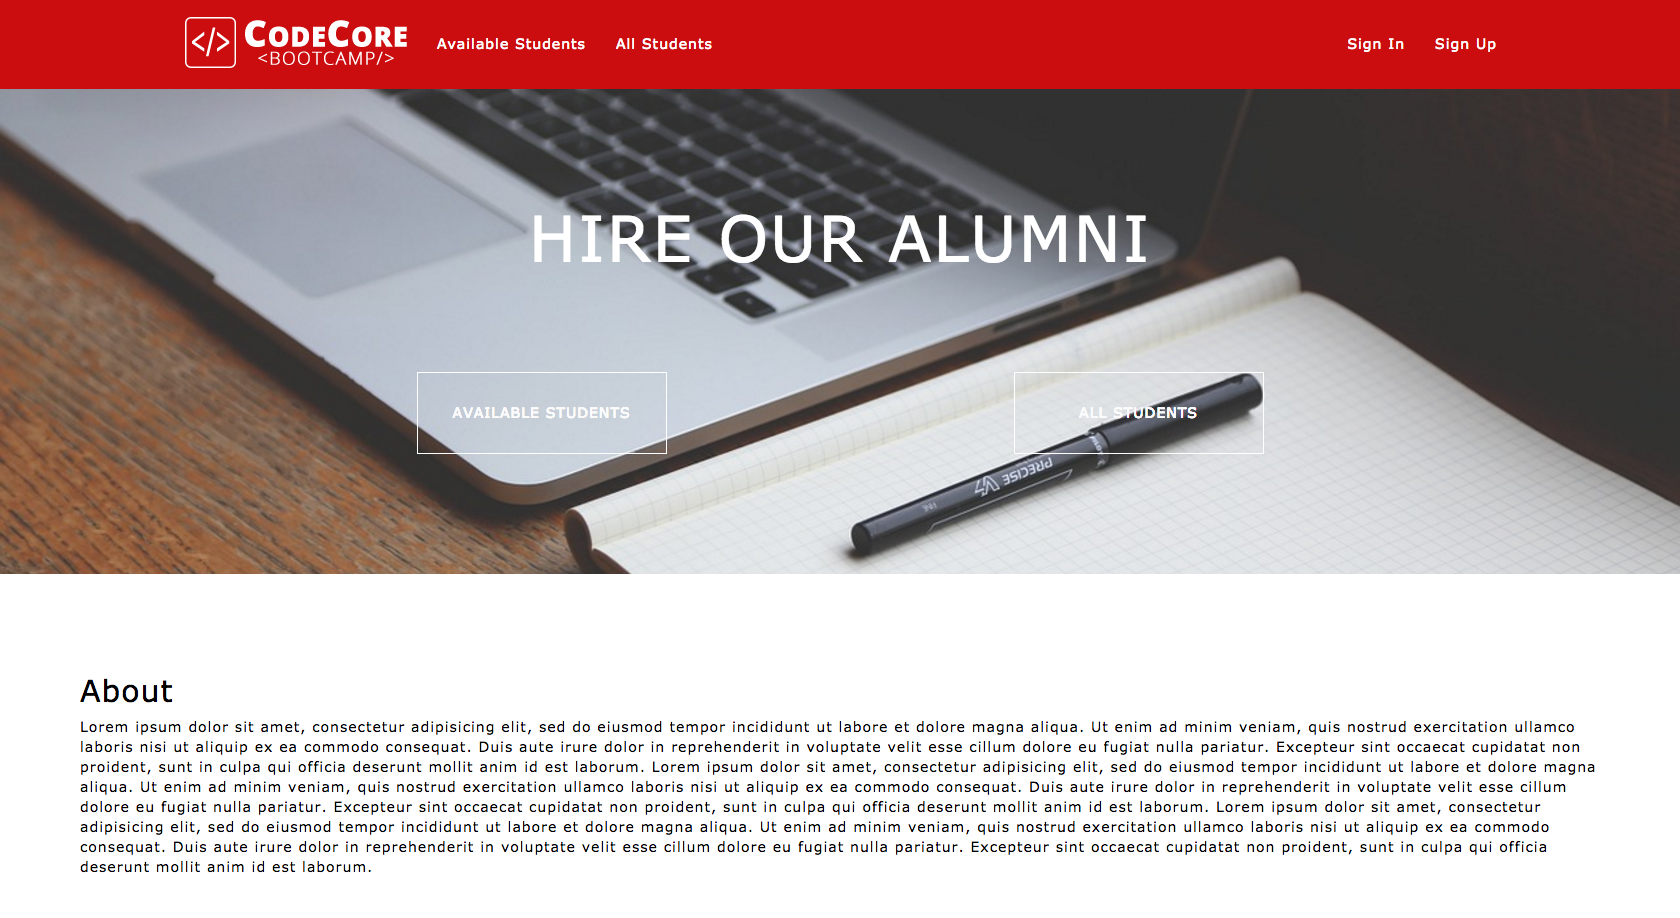 </> CODECORE
<BOOTCAMP/>
Available Students
All Students
Sign In
Sign Up
HIRE OUR ALUMNI
AVAILABLE STUDENTS
ALL STUDENTS
PRECISE V7
FINE
About
Lorem ipsum dolor sit amet, consectetur adipisicing elit, sed do eiusmod tempor incididunt ut labore et dolore magna aliqua. Ut enim ad minim veniam, quis nostrud exercitation ullamco
laboris nisi ut aliquip ex ea commodo consequat. Duis aute irure dolor in reprehenderit in voluptate velit esse cillum dolore eu fugiat nulla pariatur. Excepteur sint occaecat cupidatat non
proident, sunt in culpa qui officia deserunt mollit anim id est laborum. Lorem ipsum dolor sit amet, consectetur adipisicing elit, sed do eiusmod tempor incididunt ut labore et dolore magna
aliqua. Ut enim ad minim veniam, quis nostrud exercitation ullamco laboris nisi ut aliquip ex ea commodo consequat. Duis aute irure dolor in reprehenderit in voluptate velit esse cillum
dolore eu fugiat nulla pariatur. Excepteur sint occaecat cupidatat non proident, sunt in culpa qui officia deserunt mollit anim id est laborum. Lorem ipsum dolor sit amet, consectetur
adipisicing elit, sed do eiusmod tempor incididunt ut labore et dolore magna aliqua. Ut enim ad minim veniam, quis nostrud exercitation ullamco laboris nisi ut aliquip ex ea commodo
consequat. Duis aute irure dolor in reprehenderit in voluptate velit esse cillum dolore eu fugiat nulla pariatur. Excepteur sint occaecat cupidatat non proident, sunt in culpa qui officia
deserunt mollit anim id est laborum.